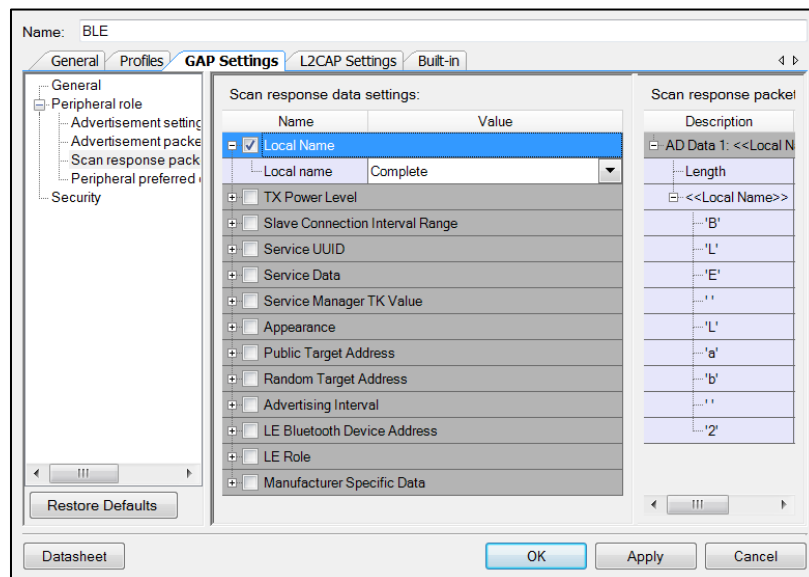 Name: BLE
General Profiles GAP Settings L2CAP Settings Built-in
General
Peripheral role
Advertisement setting
Advertisement packe
Scan response pack
Peripheral preferred
Security
Restore Defaults
Scan response data settings:
Name Value
Local Name
Local name Complete
TX Power Level
Slave Connection Interval Range
Service UUID
Service Data
Service Manager TK Value
Appearance
Public Target Address
Random Target Address
Advertising Interval
LE Bluetooth Device Address
LE Role
Manufacturer Specific Data
Scan response packet
Description
AD Data 1: <<Local N
Length
<<Local Name>>
'B'
'L'
'E'
' '
'L'
'a'
'b'
' '
'2'
Datasheet OK Apply Cancel